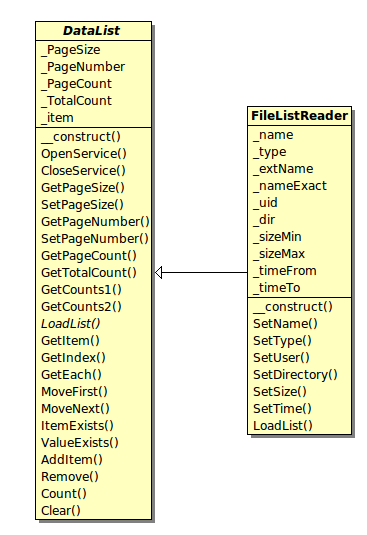 DataList
_PageSize
_PageNumber
_PageCount
_TotalCount
_item
__construct()
OpenService()
CloseService()
GetPageSize()
SetPageSize()
GetPageNumber()
SetPageNumber()
GetPageCount()
GetTotalCount()
GetCounts1()
GetCounts2()
LoadList()
GetItem()
GetIndex()
GetEach()
MoveFirst()
MoveNext()
ItemExists()
ValueExists()
AddItem()
Remove()
Count()
Clear()
FileListReader
_name
_type
_extName
_nameExact
_uid
_dir
_sizeMin
_sizeMax
_timeFrom
_timeTo
__construct()
SetName()
SetType()
SetUser()
SetDirectory()
SetSize()
SetTime()
LoadList()